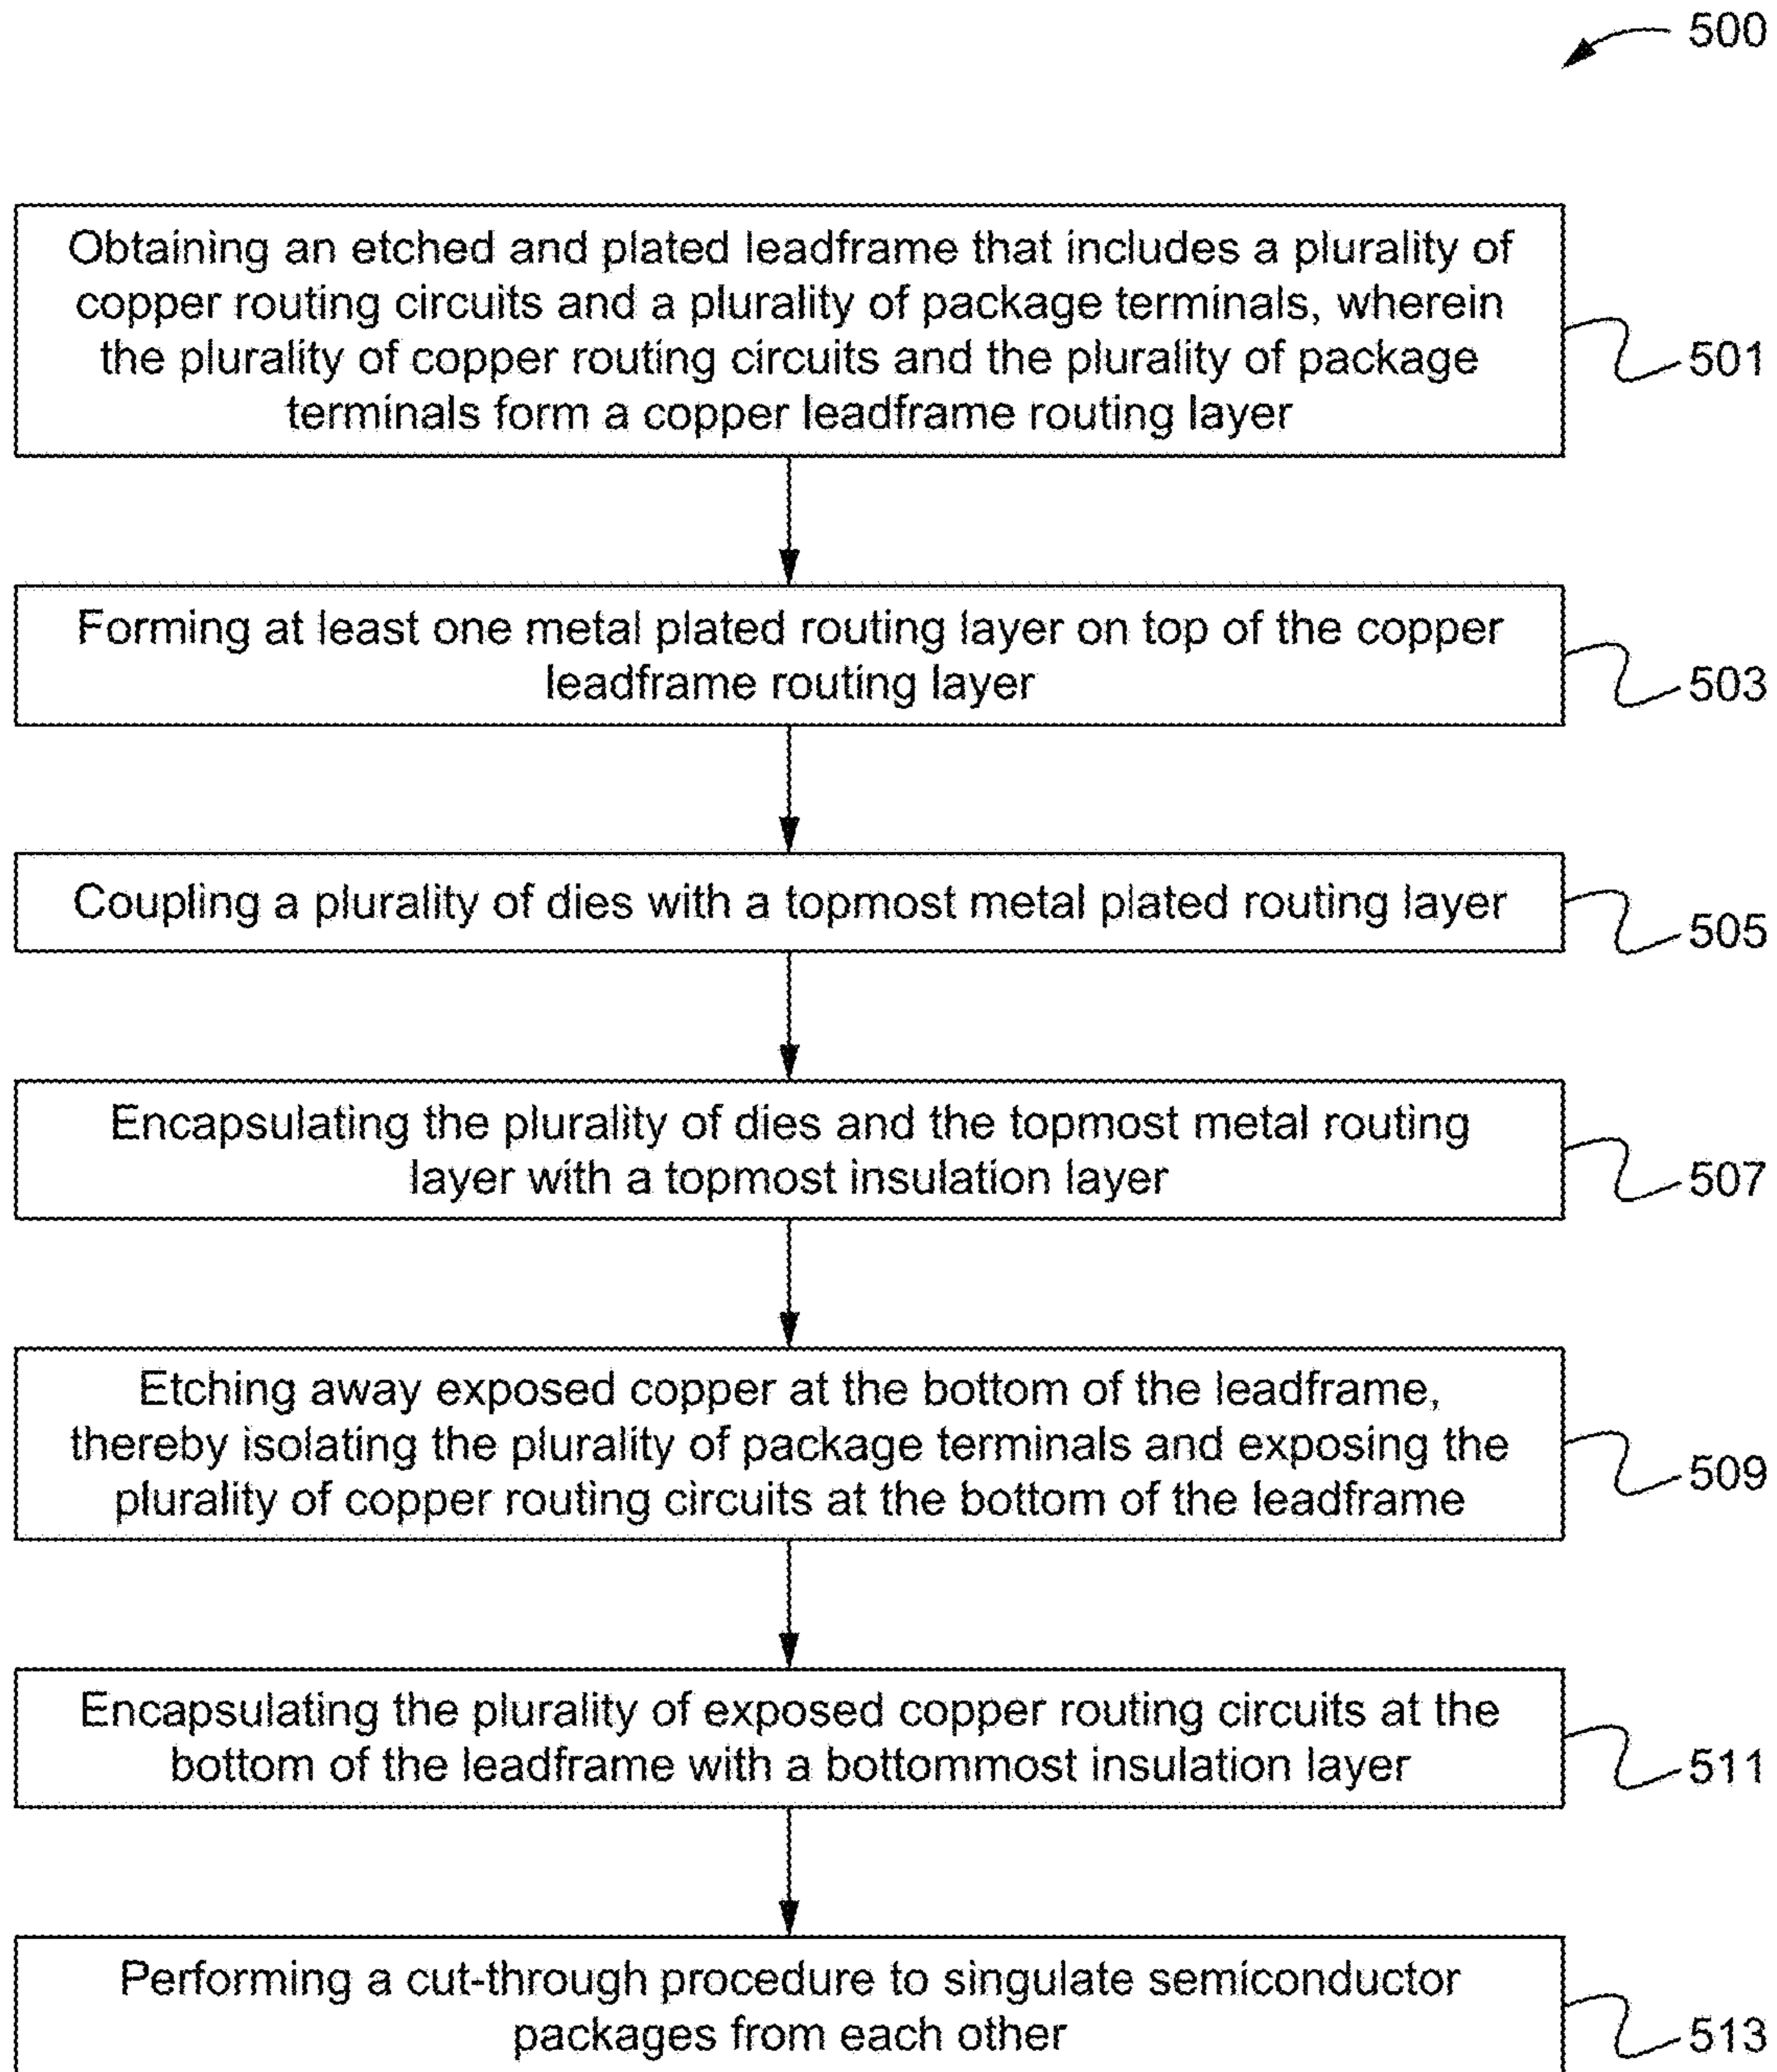 500
Obtaining an etched and plated leadframe that includes a plurality of
copper routing circuits and a plurality of package terminals, wherein
the plurality of copper routing circuits and the plurality of package
terminals form a copper leadframe routing layer
501
Forming at least one metal plated routing layer on top of the copper
leadframe routing layer
503
Coupling a plurality of dies with a topmost metal plated routing layer
505
Encapsulating the plurality of dies and the topmost metal routing
layer with a topmost insulation layer
507
Etching away exposed copper at the bottom of the leadframe,
thereby isolating the plurality of package terminals and exposing the
plurality of copper routing circuits at the bottom of the leadframe
509
Encapsulating the plurality of exposed copper routing circuits at the
bottom of the leadframe with a bottommost insulation layer
511
Performing a cut-through procedure to singulate semiconductor
packages from each other
513